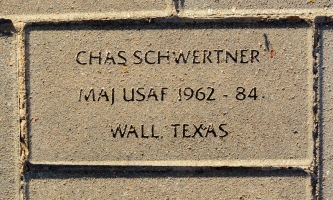 CHAS SCHWERTNER
MAJ USAF 1962 - 84
WALL, TEXAS